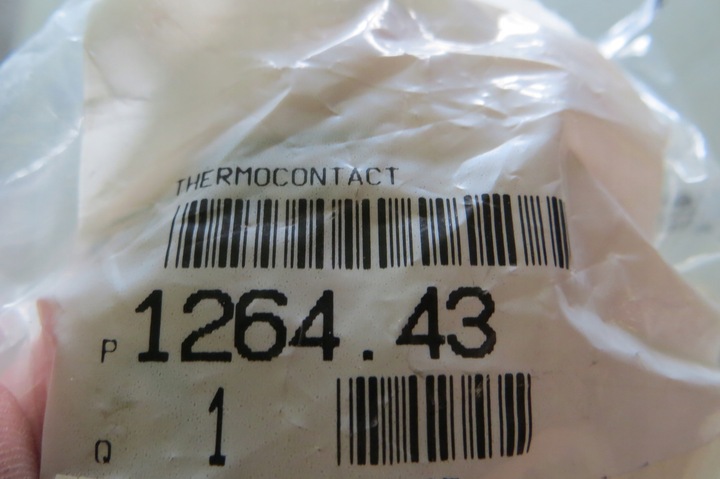 THERMOCONTACT
P 1264.43
Q 1